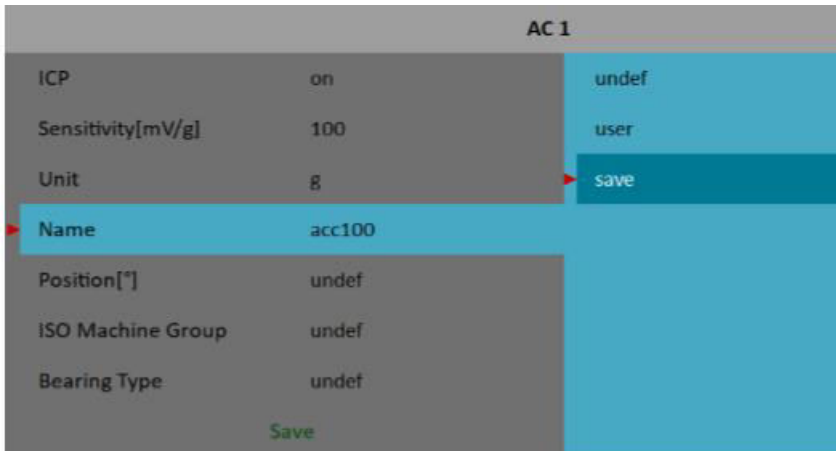 AC 1
ICP on undef
Sensitivity[mV/g] 100 user
Unit g save
Name acc100
Position[°] undef
ISO Machine Group undef
Bearing Type undef
Save